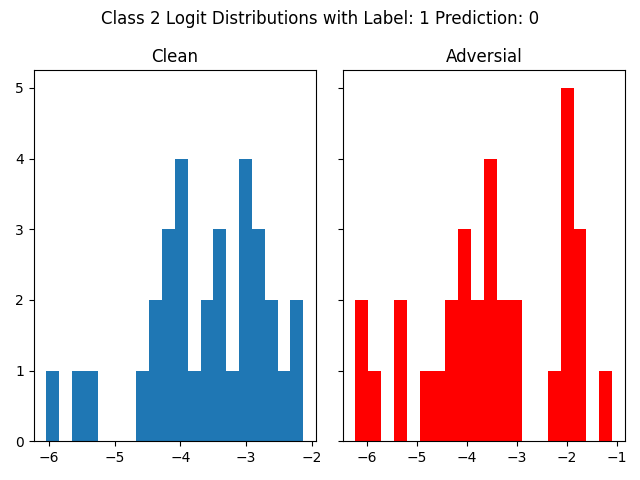 Class 2 Logit Distributions with Label: 1 Prediction: 0
Clean
Adversial
5
4
3
2
1
0
−6 −5 −4 −3 −2
−6 −5 −4 −3 −2 −1